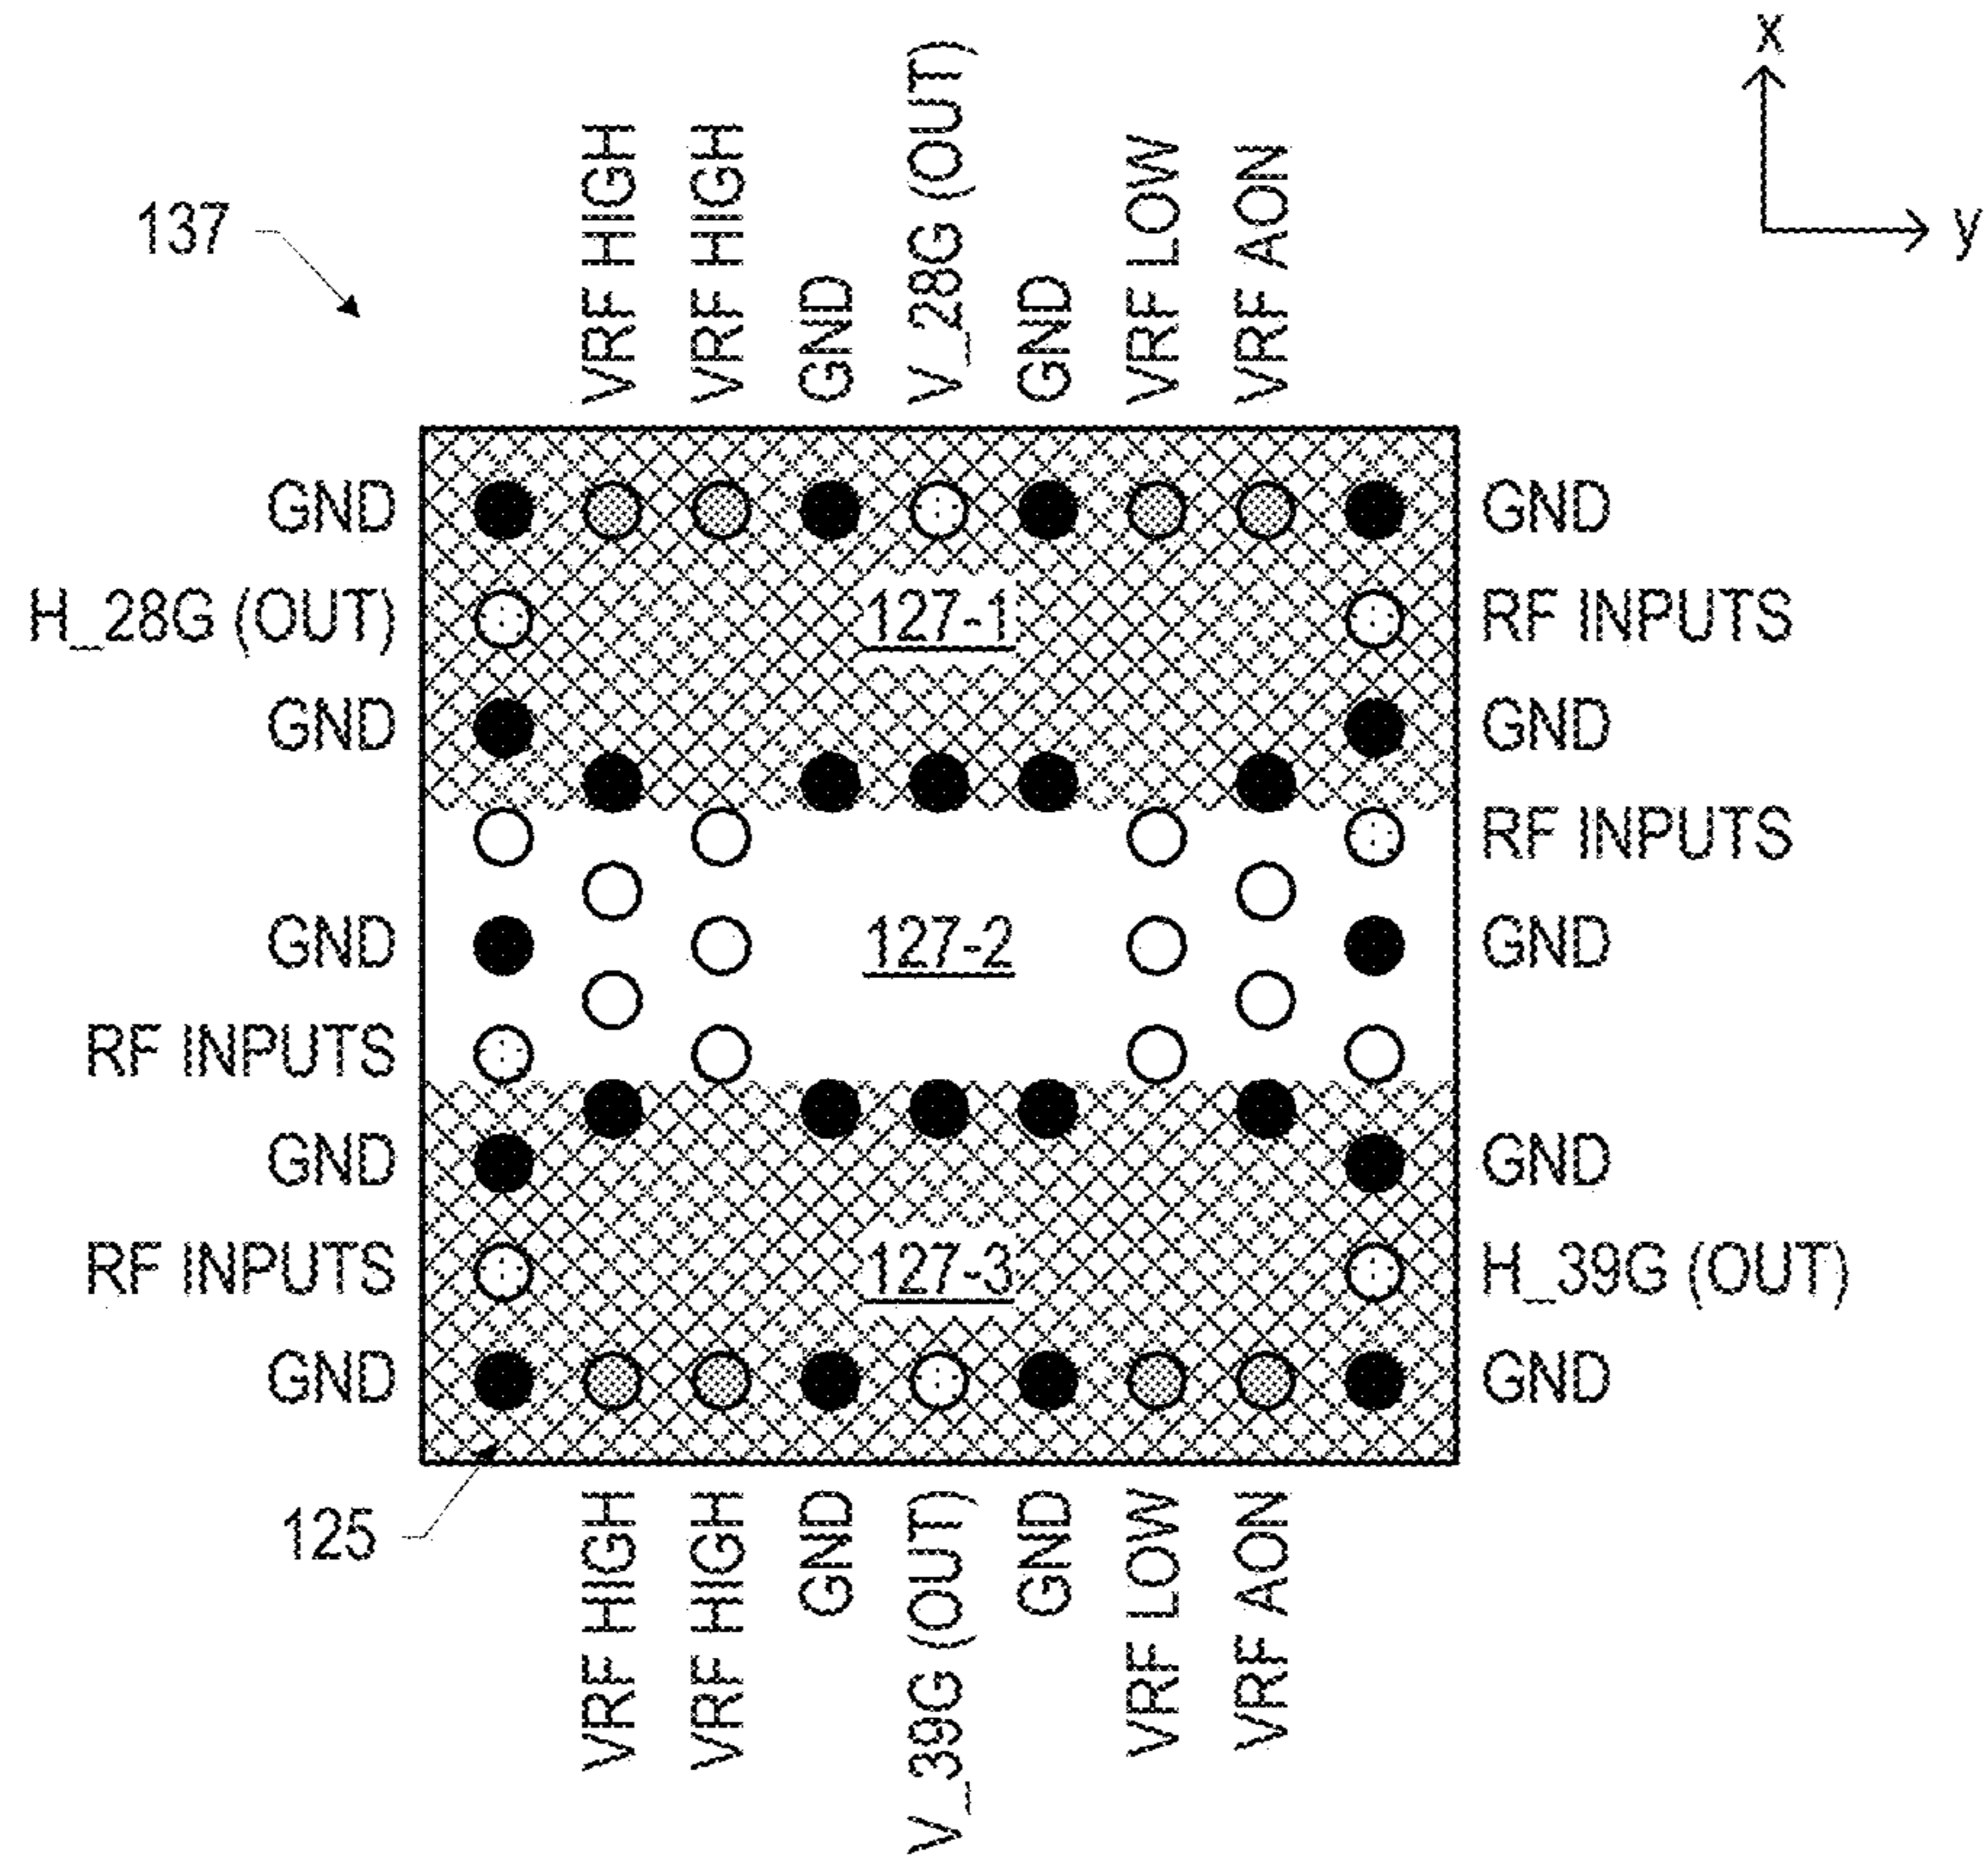 x
y
137
VRF HIGH
VRF HIGH
GND
V_28G (OUT)
GND
VRF LOW
VRF AON
GND
GND
H_28G (OUT)
127-1
RF INPUTS
GND
GND
RF INPUTS
GND
127-2
GND
RF INPUTS
GND
GND
RF INPUTS
127-3
H_39G (OUT)
GND
GND
125
VRF HIGH
VRF HIGH
GND
V_39G (OUT)
GND
VRF LOW
VRF AON